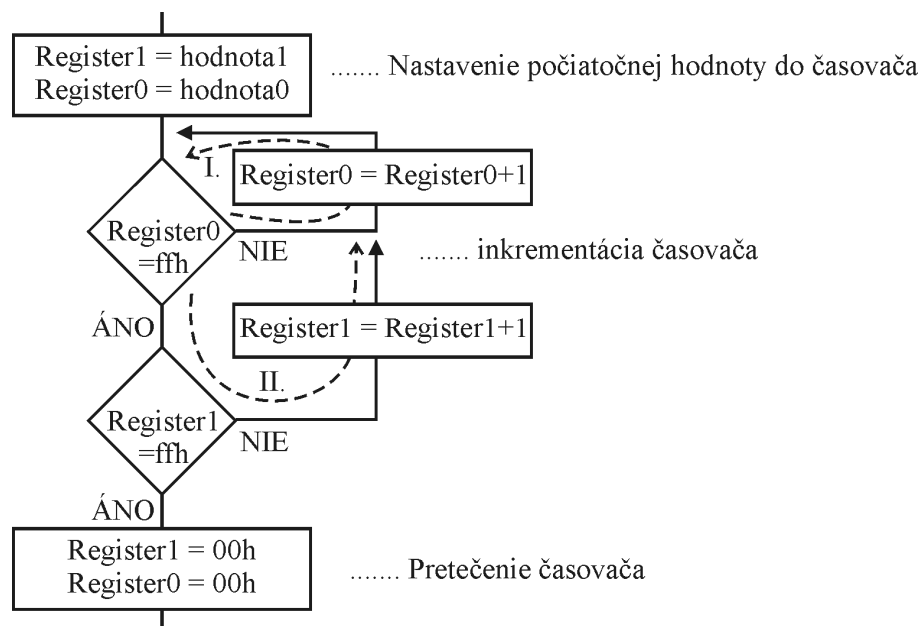 Register1 = hodnota1
Register0 = hodnota0
....... Nastavenie počiatočnej hodnoty do časovača
I.
Register0 = Register0+1
Register0
=ffh
NIE
....... inkrementácia časovača
ÁNO
Register1 = Register1+1
II.
Register1
=ffh
NIE
ÁNO
Register1 = 00h
Register0 = 00h
....... Pretečenie časovača